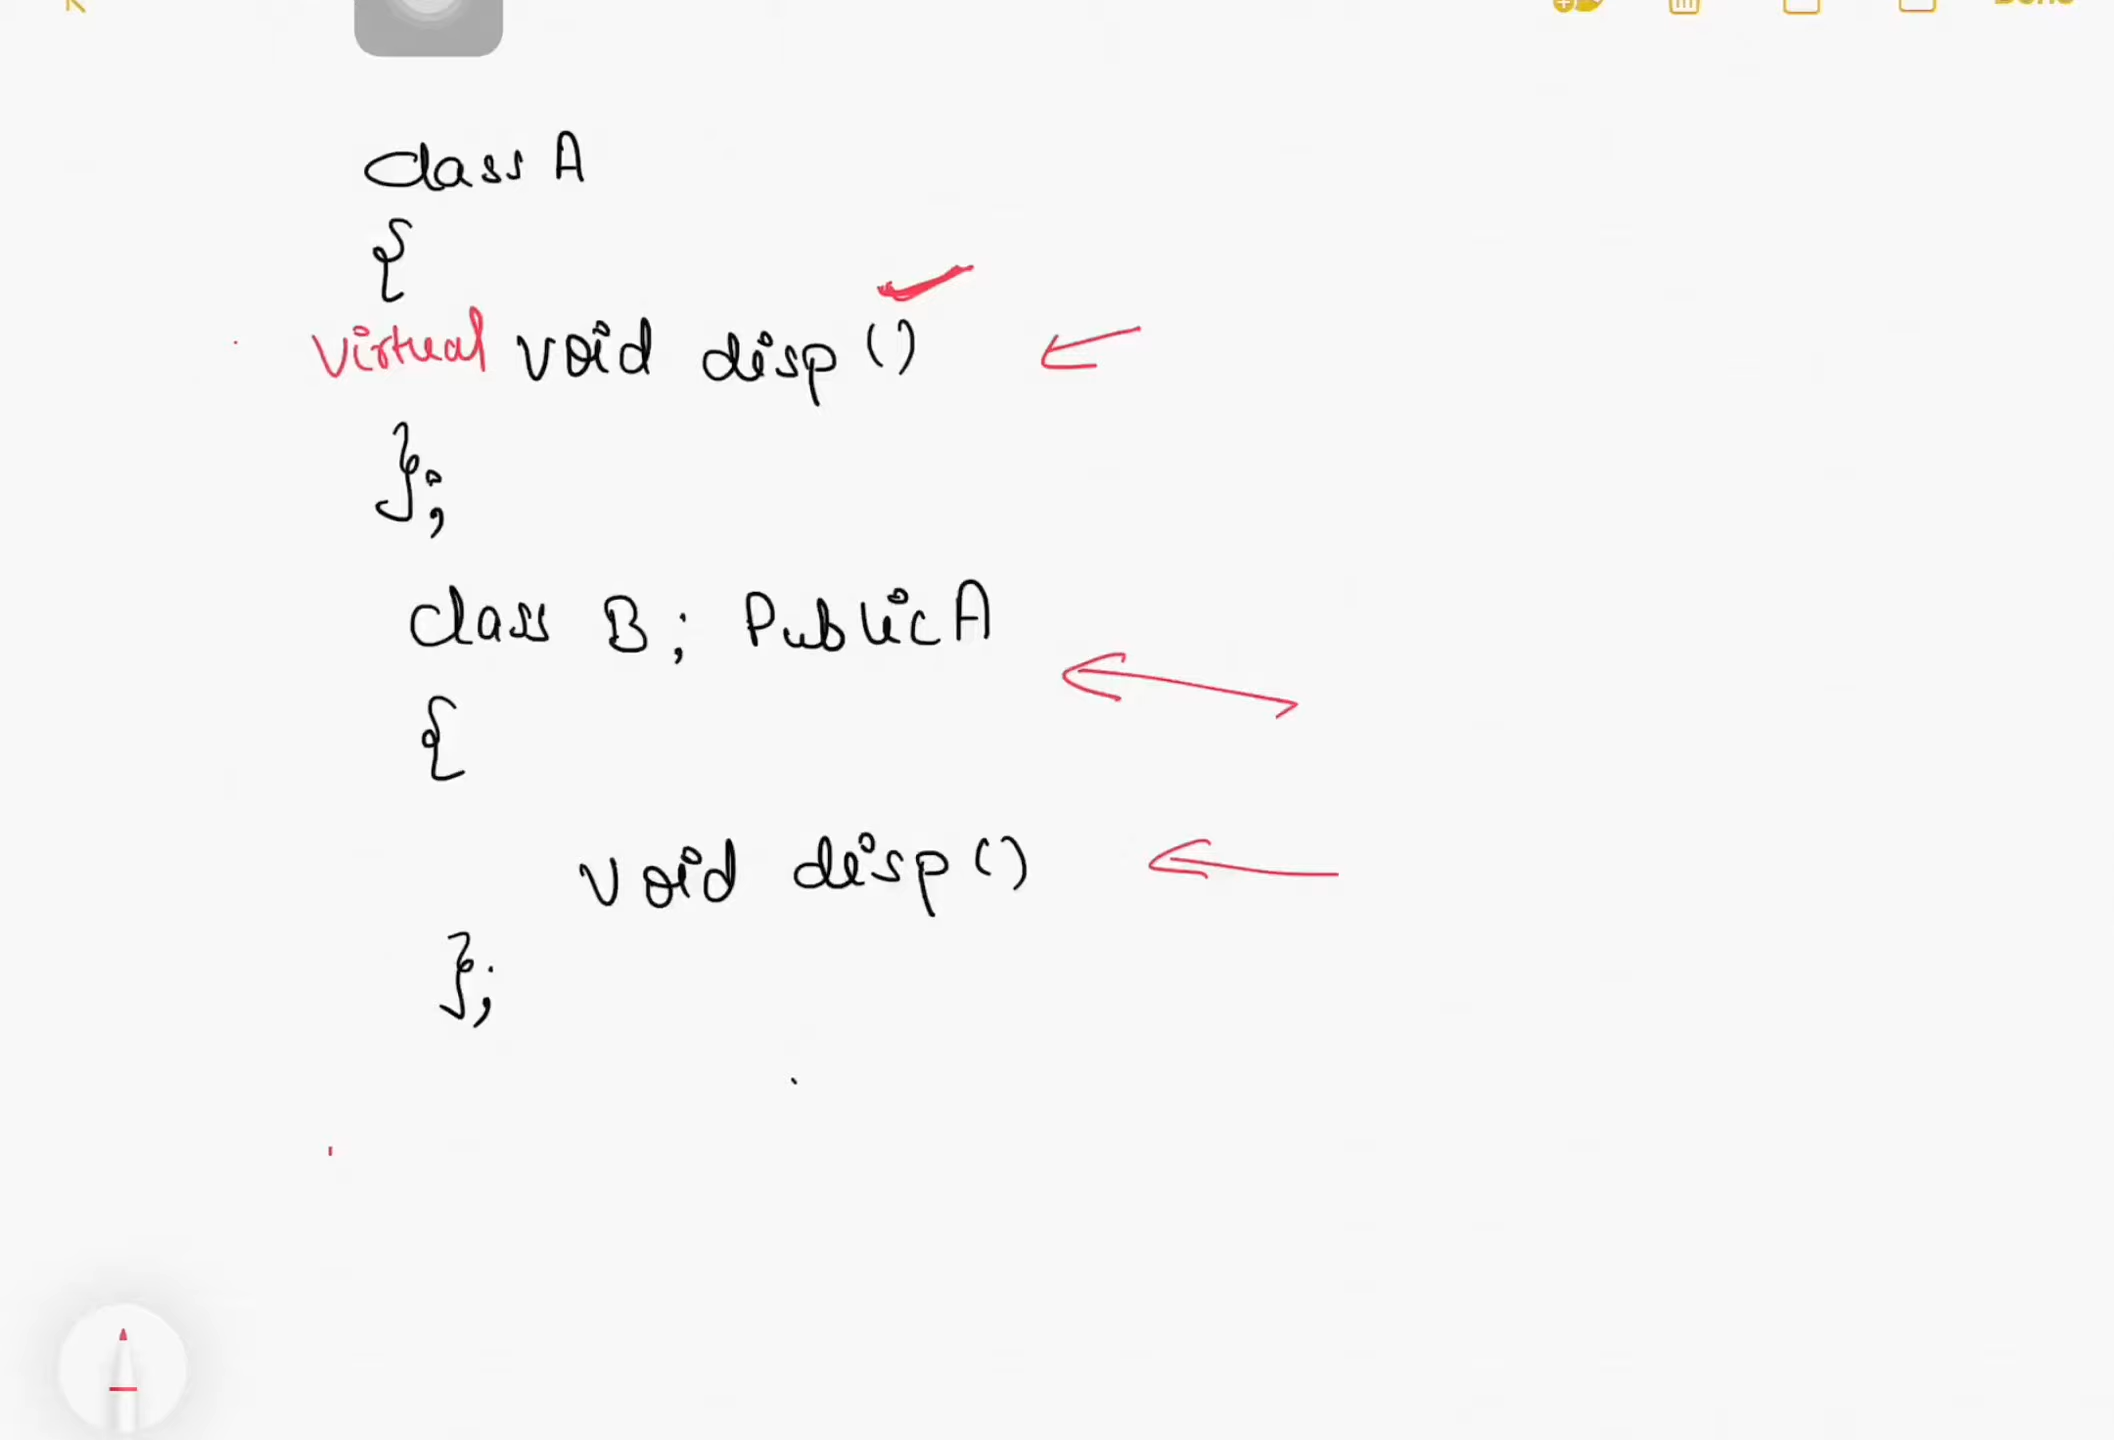 class A
{
virtual void disp ()
};
class B ; Public A
{
void disp ()
};